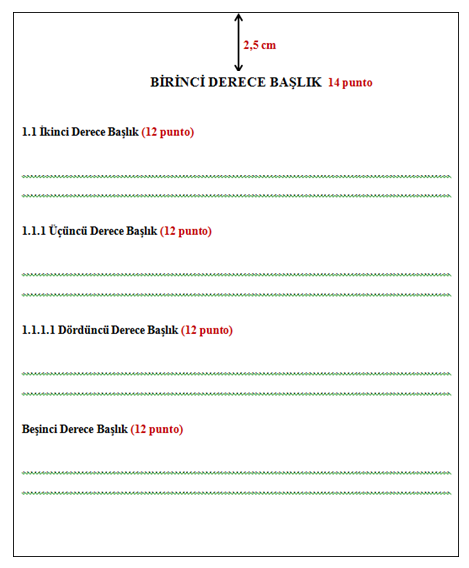 2,5 cm
BİRİNCİ DERECE BAŞLIK 14 punto
1.1 İkinci Derece Başlık (12 punto)
1.1.1 Üçüncü Derece Başlık (12 punto)
1.1.1.1 Dördüncü Derece Başlık (12 punto)
Beşinci Derece Başlık (12 punto)